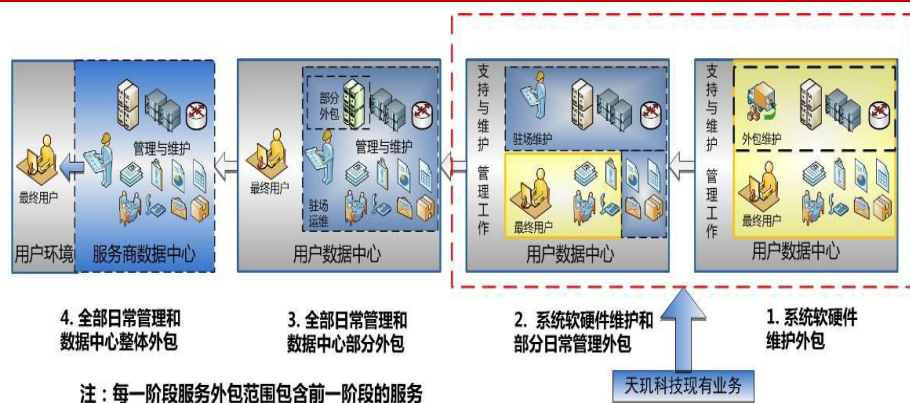 部分
外包
管理与维护
最终用户
用户环境
服务商数据中心
最终用户
管理与维护
驻场
运维
用户数据中心
支持与维护
管理工作
驻场维护
最终用户
用户数据中心
支持与维护
管理工作
外包维护
最终用户
用户数据中心
4. 全部日常管理和
数据中心整体外包
3. 全部日常管理和
数据中心部分外包
2. 系统软硬件维护和
部分日常管理外包
1. 系统软硬件
维护外包
天玑科技现有业务
注：每一阶段服务外包范围包含前一阶段的服务